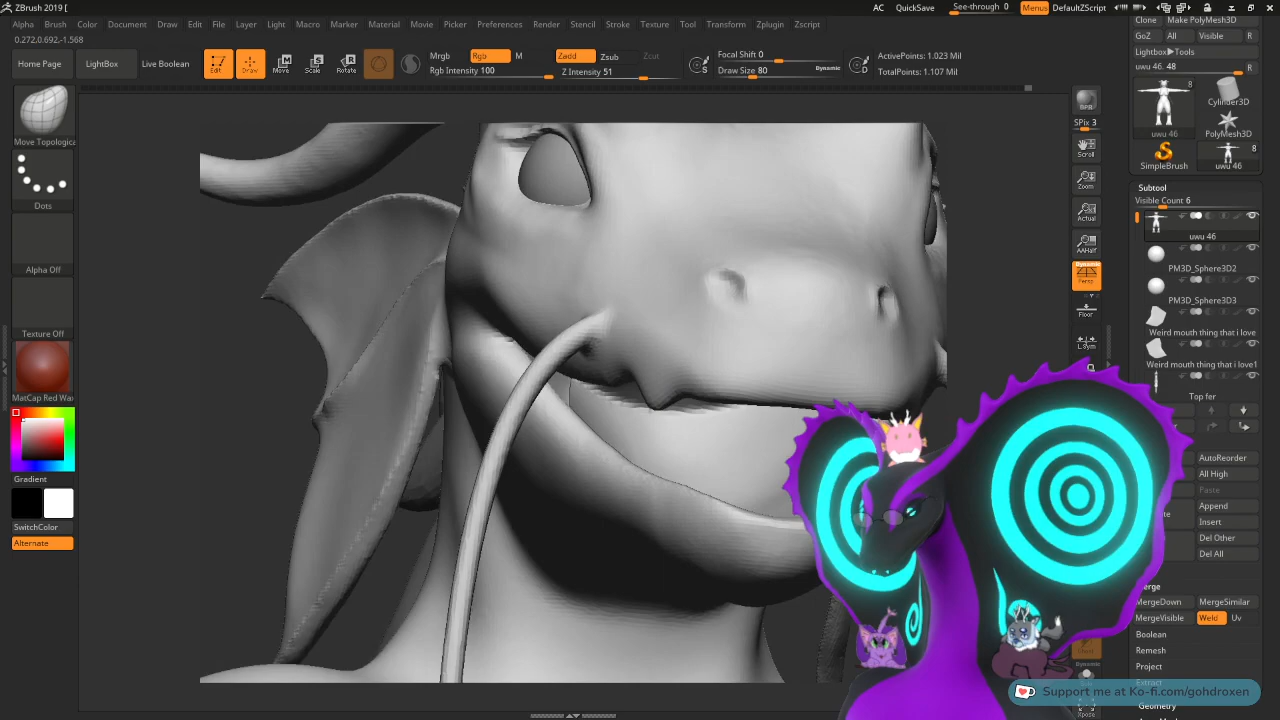 ZBrush 2019 [
AC QuickSave See-through 0 Menus DefaultZScript
Alpha Brush Color Document Draw Edit File Layer Light Macro Marker Material Movie Picker Preferences Render Stencil Stroke Texture Tool Transform Zplugin Zscript
0.272,0.692,-1.568
Home Page LightBox Live Boolean Edit Draw Move Scale Rotate
Mrgb Rgb M Zadd Zsub Zcut
Rgb Intensity 100 Z Intensity 51
Focal Shift 0
Draw Size 80 Dynamic
S D
ActivePoints: 1.023 Mil
TotalPoints: 1.107 Mil
Move Topologica
Dots
Alpha Off
Texture Off
MatCap Red Wax
Gradient
SwitchColor
Alternate
BPR
SPix 3
Scroll
Zoom
Actual
AAHalf
Dynamic
Persp
Floor
L.Sym
Dynamic
Xpose
Clone Make PolyMesh3D
GoZ All Visible R
Lightbox▶Tools
uwu 46. 48 R
8
uwu 46
Cylinder3D
PolyMesh3D
SimpleBrush
8
uwu 46
Subtool
Visible Count 6
uwu 46
PM3D_Sphere3D2
PM3D_Sphere3D3
Weird mouth thing that i love
Weird mouth thing that i love1
Top fer
AutoReorder
All High
Paste
Append
Insert
Del Other
Del All
Merge
MergeDown MergeSimilar
MergeVisible Weld Uv
Boolean
Remesh
Project
Extract
Geometry
Support me at Ko-fi.com/gohdroxen